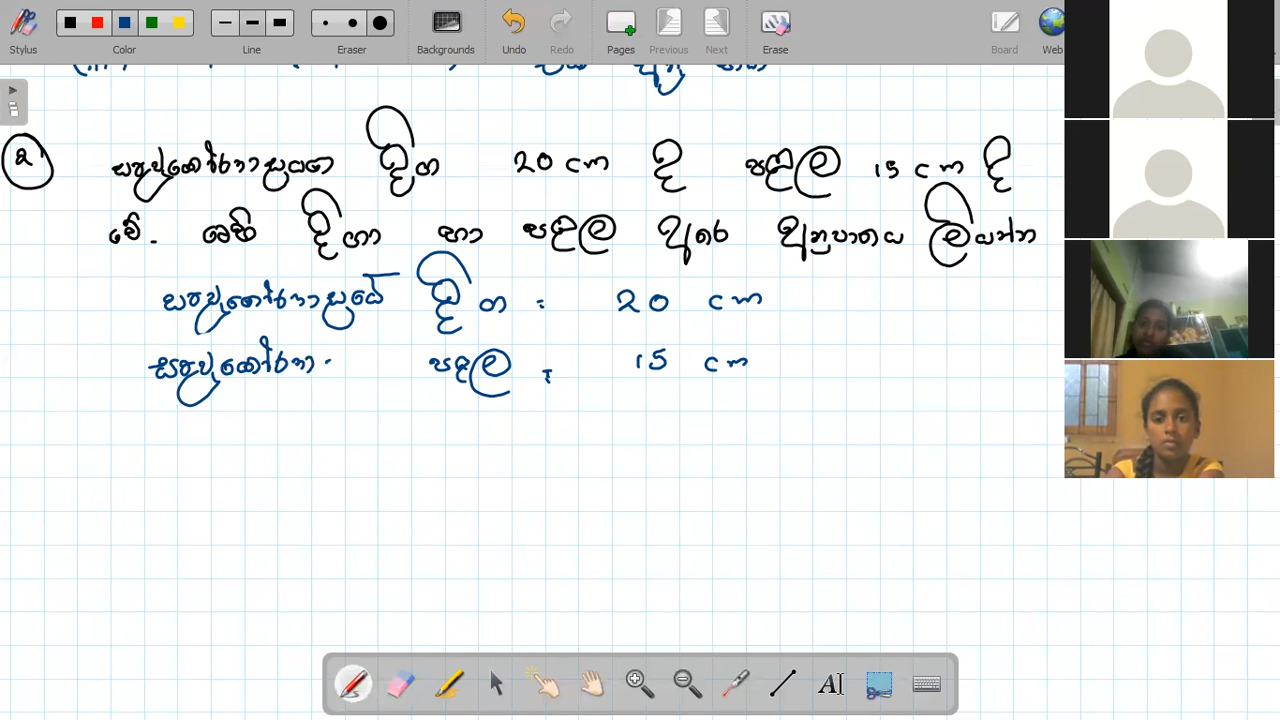 Stylus Color Line Eraser Backgrounds Undo Redo Pages Previous Next Erase Board Web
2 සෘජුකෝණාස්‍රයක දිග 20 cm දි පළල 15 cm දි
වේ. මෙහි දිගා හා පළල අතර අනුපාතය ලියන්න
සෘජුකෝණාස්‍රයේ දිග = 20 cm
සෘජුකෝණා. පළල = 15 cm